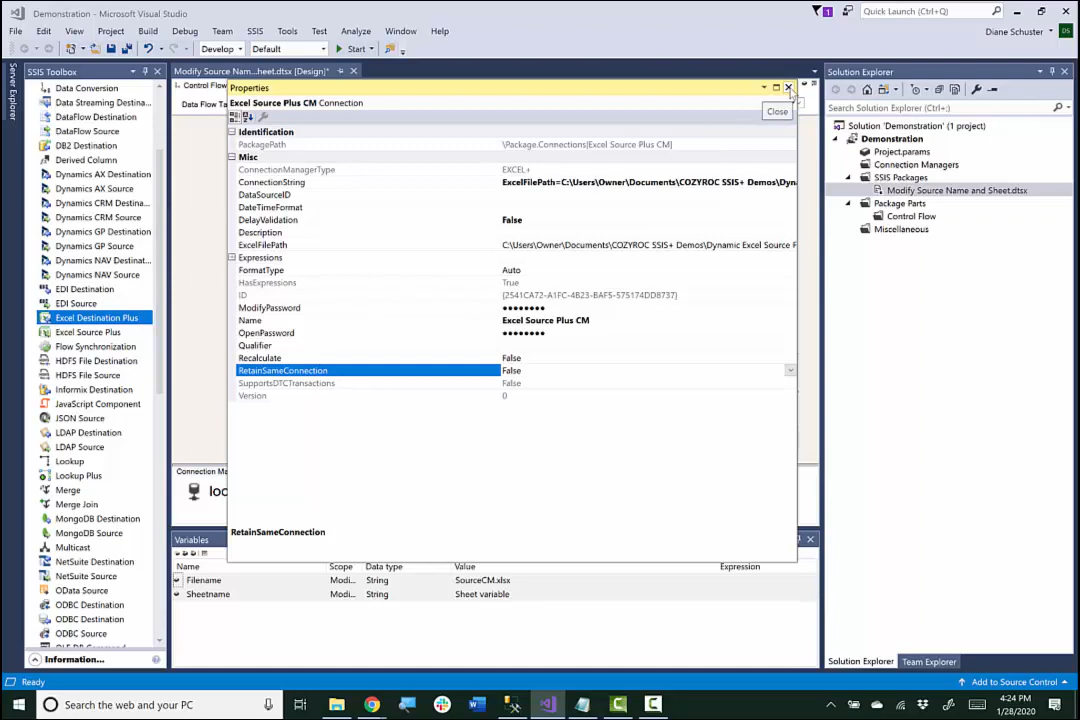 Demonstration - Microsoft Visual Studio
1
Quick Launch (Ctrl+Q)
File Edit View Project Build Debug Team SSIS Tools Test Analyze Window Help
Diane Schuster
DS
Develop Default Start
Server Explorer
SSIS Toolbox
Data Conversion
Data Streaming Destina...
DataFlow Destination
DataFlow Source
DB2 Destination
Derived Column
Dynamics AX Destination
Dynamics AX Source
Dynamics CRM Destina...
Dynamics CRM Source
Dynamics GP Destination
Dynamics GP Source
Dynamics NAV Destinat...
Dynamics NAV Source
EDI Destination
EDI Source
Excel Destination Plus
Excel Source Plus
Flow Synchronization
HDFS File Destination
HDFS File Source
Informix Destination
JavaScript Component
JSON Source
LDAP Destination
LDAP Source
Lookup
Lookup Plus
Merge
Merge Join
MongoDB Destination
MongoDB Source
Multicast
NetSuite Destination
NetSuite Source
OData Source
ODBC Destination
ODBC Destination
ODBC Source
Information...
Modify Source Nam...heet.dtsx [Design]*
Control Flow
Data Flow Ta
Properties
Close
Excel Source Plus CM Connection
Identification
PackagePath \Package.Connections[Excel Source Plus CM]
Misc
ConnectionManagerType EXCEL+
ConnectionString ExcelFilePath=C:\Users\Owner\Documents\COZYROC SSIS+ Demos\Dyna
DataSourceID
DateTimeFormat
DelayValidation False
Description
ExcelFilePath C:\Users\Owner\Documents\COZYROC SSIS+ Demos\Dynamic Excel Source F
Expressions
FormatType Auto
HasExpressions True
ID {2541CA72-A1FC-4B23-BAF5-575174DD8737}
ModifyPassword ●●●●●●●●
Name Excel Source Plus CM
OpenPassword ●●●●●●●●
Qualifier
Recalculate False
RetainSameConnection False
SupportsDTCTransactions False
Version 0
RetainSameConnection
Connection Ma
loc
Variables
Name Scope Data type Value Expression
Filename Modi... String SourceCM.xlsx
Sheetname Modi... String Sheet variable
Solution Explorer
Search Solution Explorer (Ctrl+;)
Solution 'Demonstration' (1 project)
Demonstration
Project.params
Connection Managers
SSIS Packages
Modify Source Name and Sheet.dtsx
Package Parts
Control Flow
Miscellaneous
Solution Explorer Team Explorer
Ready
Add to Source Control
Search the web and your PC
4:24 PM
1/28/2020